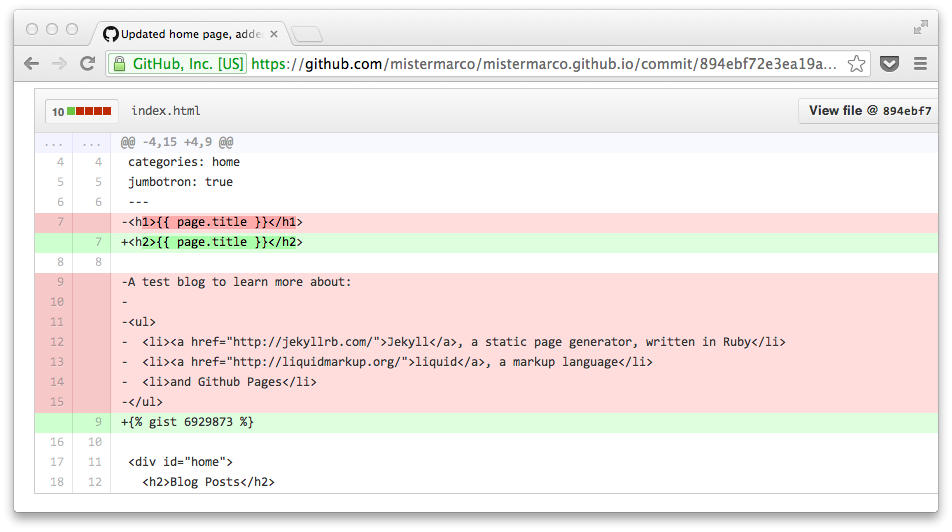 Updated home page, adde
GitHub, Inc. [US] https://github.com/mistermarco/mistermarco.github.io/commit/894ebf72e3ea19a...
10 index.html View file @ 894ebf7
... ... @@ -4,15 +4,9 @@
4 4 categories: home
5 5 jumbotron: true
6 6 ---
7 -<h1>{{ page.title }}</h1>
7 +<h2>{{ page.title }}</h2>
8 8
9 -A test blog to learn more about:
10 -
11 -<ul>
12 -  <li><a href="http://jekyllrb.com/">Jekyll</a>, a static page generator, written in Ruby</li>
13 -  <li><a href="http://liquidmarkup.org/">liquid</a>, a markup language</li>
14 -  <li>and Github Pages</li>
15 -</ul>
9 +{% gist 6929873 %}
16 10
17 11 <div id="home">
18 12   <h2>Blog Posts</h2>